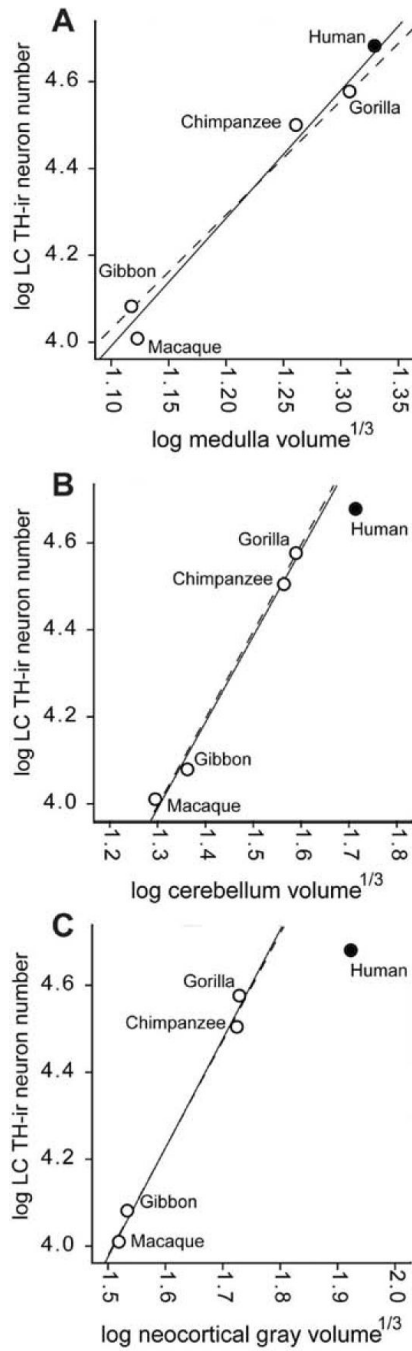 A
Human
4.6
Gorilla
Chimpanzee
4.4
log LC TH-ir neuron number
4.2
Gibbon
4.0
Macaque
1.10
1.15
1.20
1.25
1.30
1.35
log medulla volume1/3
B
Gorilla
4.6
Human
Chimpanzee
4.4
log LC TH-ir neuron number
4.2
Gibbon
4.0
Macaque
1.2
1.3
1.4
1.5
1.6
1.7
1.8
log cerebellum volume1/3
C
Gorilla
Human
4.6
Chimpanzee
4.4
log LC TH-ir neuron number
4.2
Gibbon
4.0
Macaque
1.5
1.6
1.7
1.8
1.9
2.0
log neocortical gray volume1/3